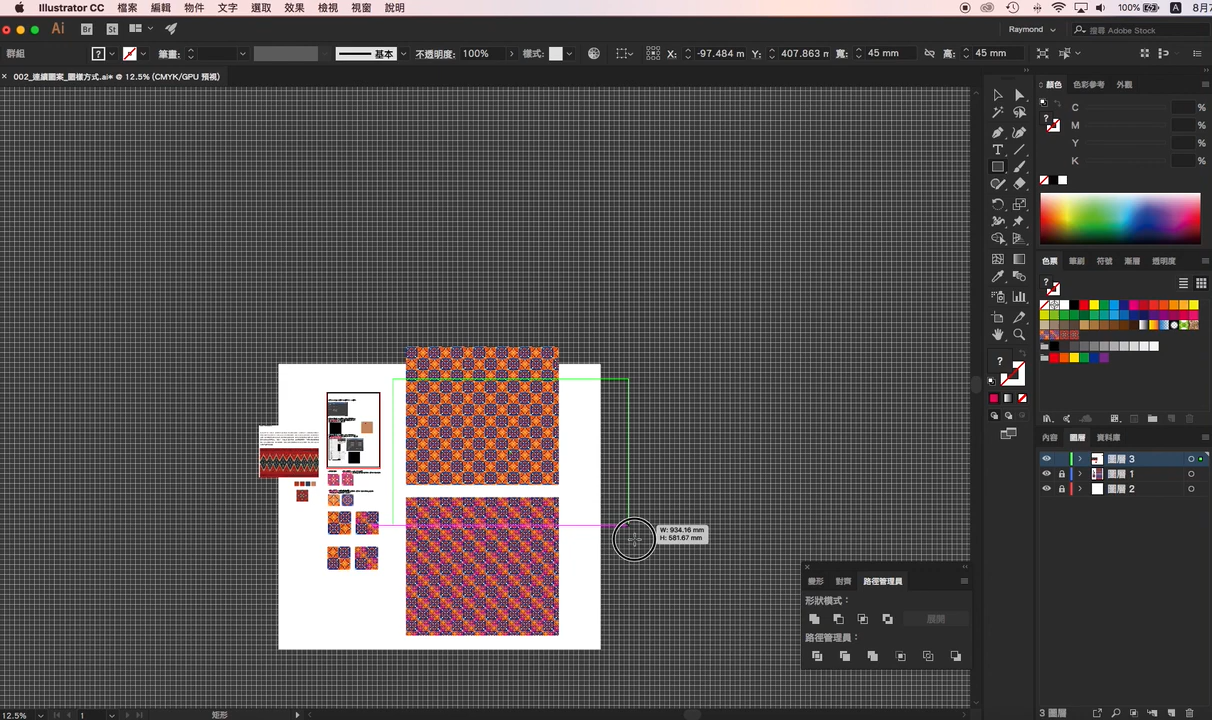 Illustrator CC 檔案 編輯 物件 文字 選取 效果 檢視 視窗 說明 100% A 8月7
Ai Br St Raymond 搜尋 Adobe Stock
群組 ? 筆畫： 基本 不透明度： 100% 樣式： X： -97.484 m Y： 407.863 m 寬： 45 mm 高： 45 mm
002_連續圖案_圖樣方式.ai* @ 12.5% (CMYK/GPU 預視)
顏色 色彩參考 外觀
C %
M %
Y %
K %
色票 筆刷 符號 漸層 透明度
內容 圖層 資料庫
圖層 3
圖層 1
圖層 2
W: 934.16 mm
H: 581.67 mm
變形 對齊 路徑管理員
形狀模式：
展開
路徑管理員：
12.5% 1 矩形 3 圖層